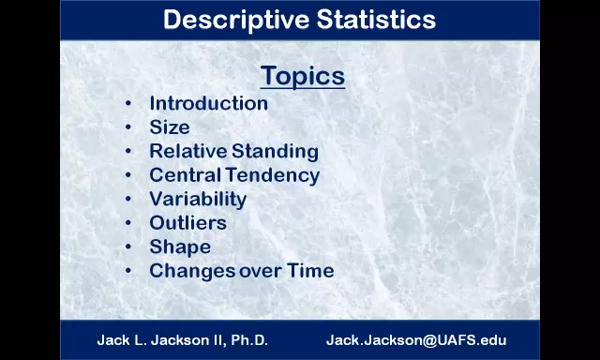 Descriptive Statistics
Topics
• Introduction
• Size
• Relative Standing
• Central Tendency
• Variability
• Outliers
• Shape
• Changes over Time
Jack L. Jackson II, Ph.D. Jack.Jackson@UAFS.edu